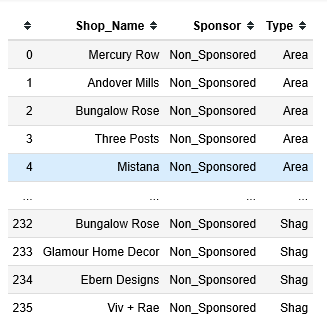 Shop_Name Sponsor Type
0 Mercury Row Non_Sponsored Area
1 Andover Mills Non_Sponsored Area
2 Bungalow Rose Non_Sponsored Area
3 Three Posts Non_Sponsored Area
4 Mistana Non_Sponsored Area
... ... ... ...
232 Bungalow Rose Non_Sponsored Shag
233 Glamour Home Decor Non_Sponsored Shag
234 Ebern Designs Non_Sponsored Shag
235 Viv + Rae Non_Sponsored Shag